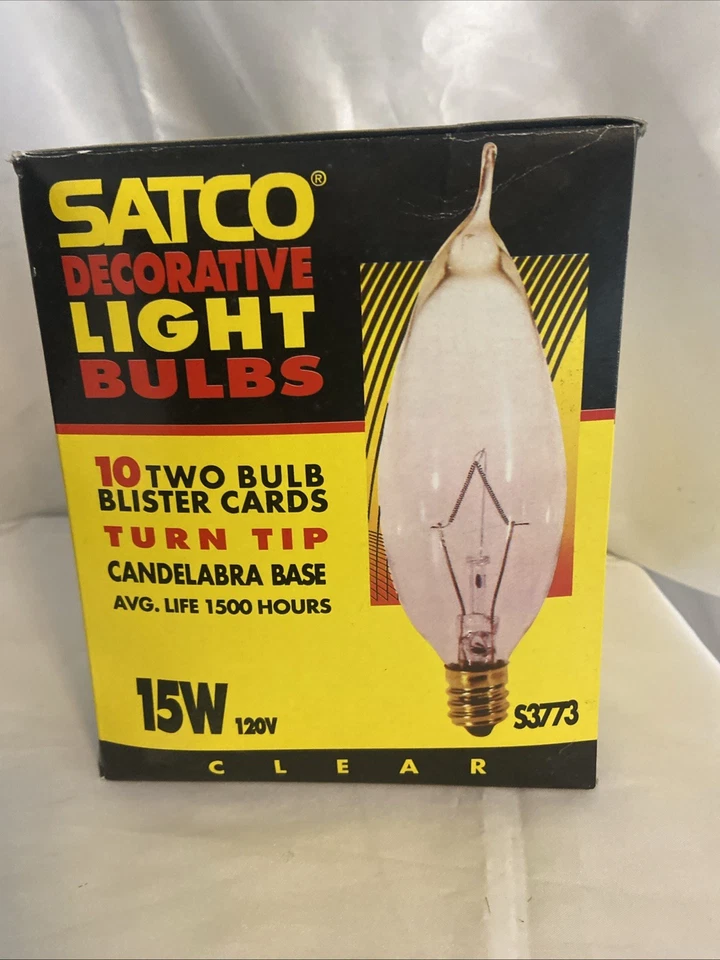 SATCO®
DECORATIVE
LIGHT
BULBS
10 TWO BULB
BLISTER CARDS
TURN TIP
CANDELABRA BASE
AVG. LIFE 1500 HOURS
15W 120V
S3773
CLEAR